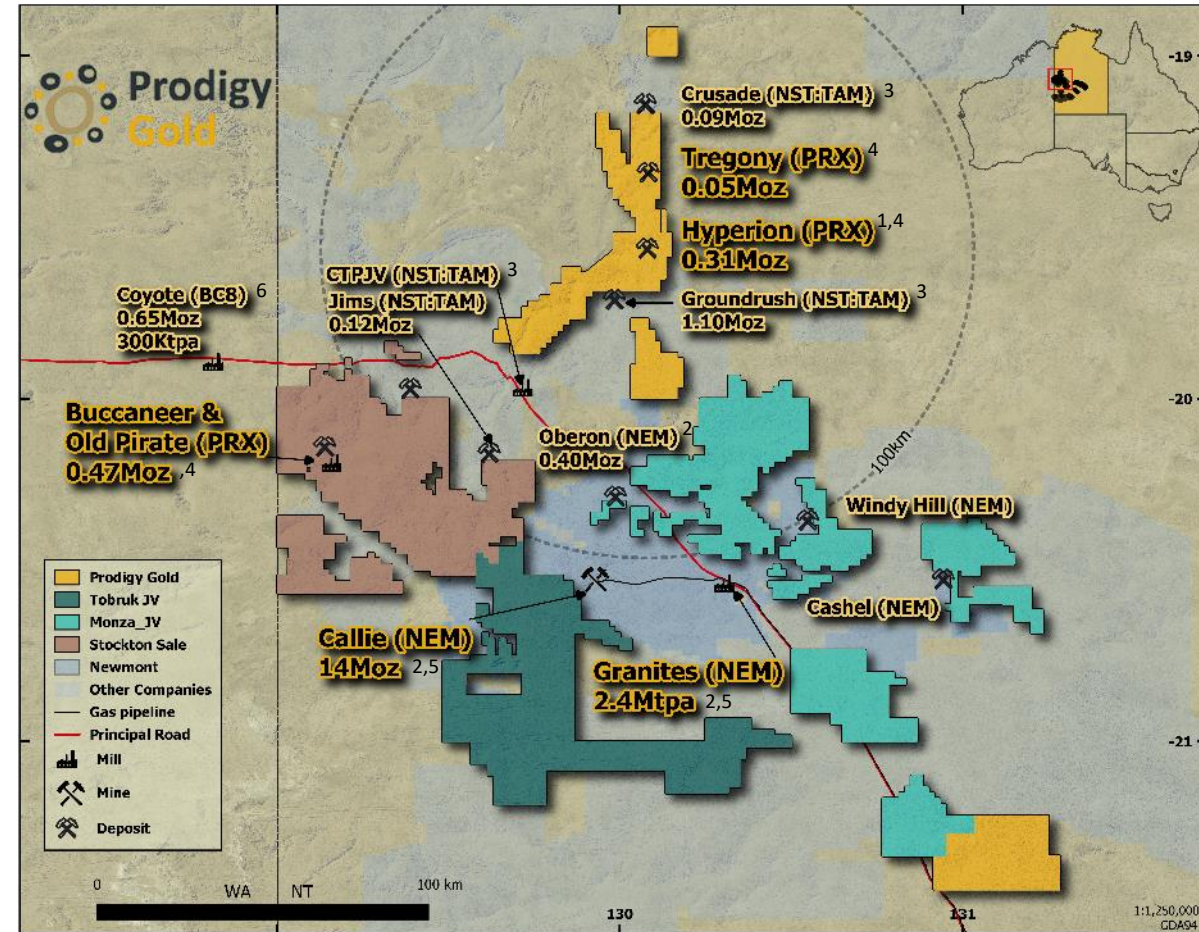 Prodigy
Gold
-19
Crusade (NST:TAM) 3
0.09Moz
Tregony (PRX) 4
0.05Moz
Hyperion (PRX) 1,4
0.31Moz
CTPJV (NST:TAM) 3
Jims (NST:TAM)
0.12Moz
Groundrush (NST:TAM) 3
1.10Moz
Coyote (BC8) 6
0.65Moz
300Ktpa
-20
Buccaneer &
Old Pirate (PRX)
0.47Moz ,4
Oberon (NEM) 2
0.40Moz
100km
Windy Hill (NEM)
Cashel (NEM)
Callie (NEM)
14Moz 2,5
Granites (NEM)
2.4Mtpa 2,5
-21
Prodigy Gold
Tobruk JV
Monza_JV
Stockton Sale
Newmont
Other Companies
Gas pipeline
Principal Road
Mill
Mine
Deposit
0 WA NT 100 km
130
131
1:1,250,000
GDA94